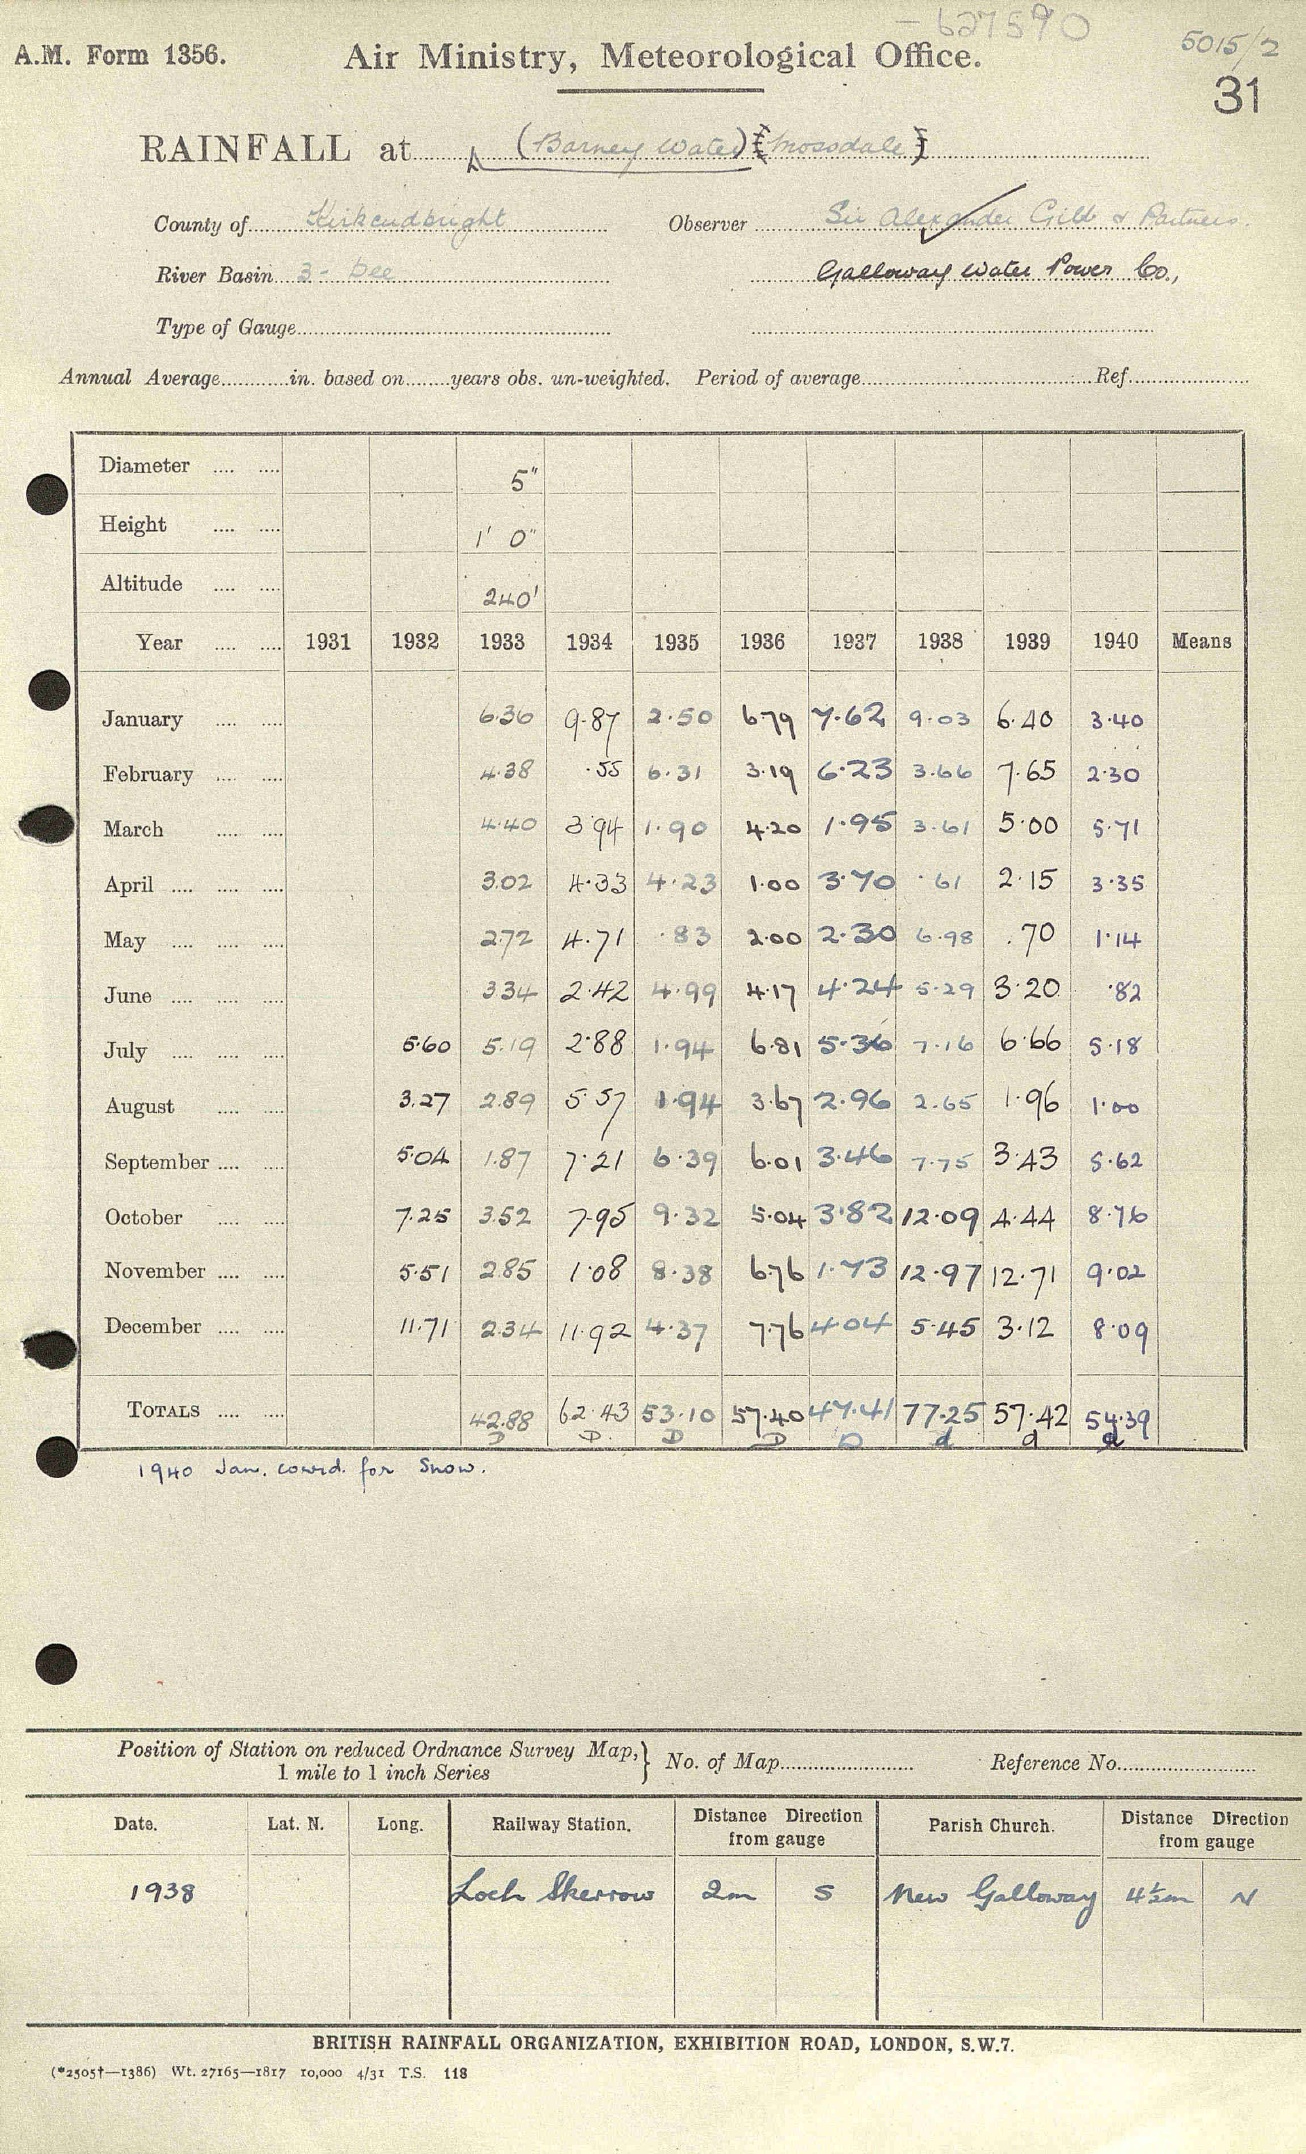 627590
5015/2
A.M. Form 1356. Air Ministry, Meteorological Office.
31
RAINFALL at (Barney Water) [Mossdale]
County of Kirkcudbright Observer Sir Alexander Gibb & Partners.
River Basin 3 - Dee Galloway Water Power Co.,
Type of Gauge
Annual Average in. based on years obs. un-weighted. Period of average Ref.
Diameter 5"
Height 1' 0"
Altitude 240'
Year 1931 1932 1933 1934 1935 1936 1937 1938 1939 1940 Means
January 6.36 9.87 2.50 6.79 7.62 9.03 6.40 3.40
February 4.38 .55 6.31 3.19 6.23 3.66 7.65 2.30
March 4.40 3.94 1.90 4.20 1.95 3.61 5.00 5.71
April 3.02 4.33 4.23 1.00 3.70 .61 2.15 3.35
May 2.72 4.71 .83 2.00 2.30 6.98 .70 1.14
June 3.34 2.42 4.99 4.17 4.24 5.29 3.20 .82
July 5.60 5.19 2.88 1.94 6.81 5.36 7.16 6.66 5.18
August 3.27 2.89 5.57 1.94 3.67 2.96 2.65 1.96 1.00
September 5.04 1.87 7.21 6.39 6.01 3.46 7.75 3.43 5.62
October 7.25 3.52 7.95 9.32 5.04 3.82 12.09 4.44 8.76
November 5.51 2.85 1.08 8.38 6.76 1.73 12.97 12.71 9.02
December 11.71 2.34 11.92 4.37 7.76 4.04 5.45 3.12 8.09
TOTALS 42.88 62.43 53.10 57.40 47.41 77.25 57.42 54.39
D D D D D d d d
1940 Jan. cowrd. for Snow.
Position of Station on reduced Ordnance Survey Map, } No. of Map Reference No.
1 mile to 1 inch Series
Date. Lat. N. Long. Railway Station. Distance Direction from gauge Parish Church. Distance Direction from gauge
1938 Loch Skerrow 2m S New Galloway 4½m N
BRITISH RAINFALL ORGANIZATION, EXHIBITION ROAD, LONDON, S.W.7.
(*2505†—1386) Wt. 27165—1817 10,000 4/31 T.S. 118